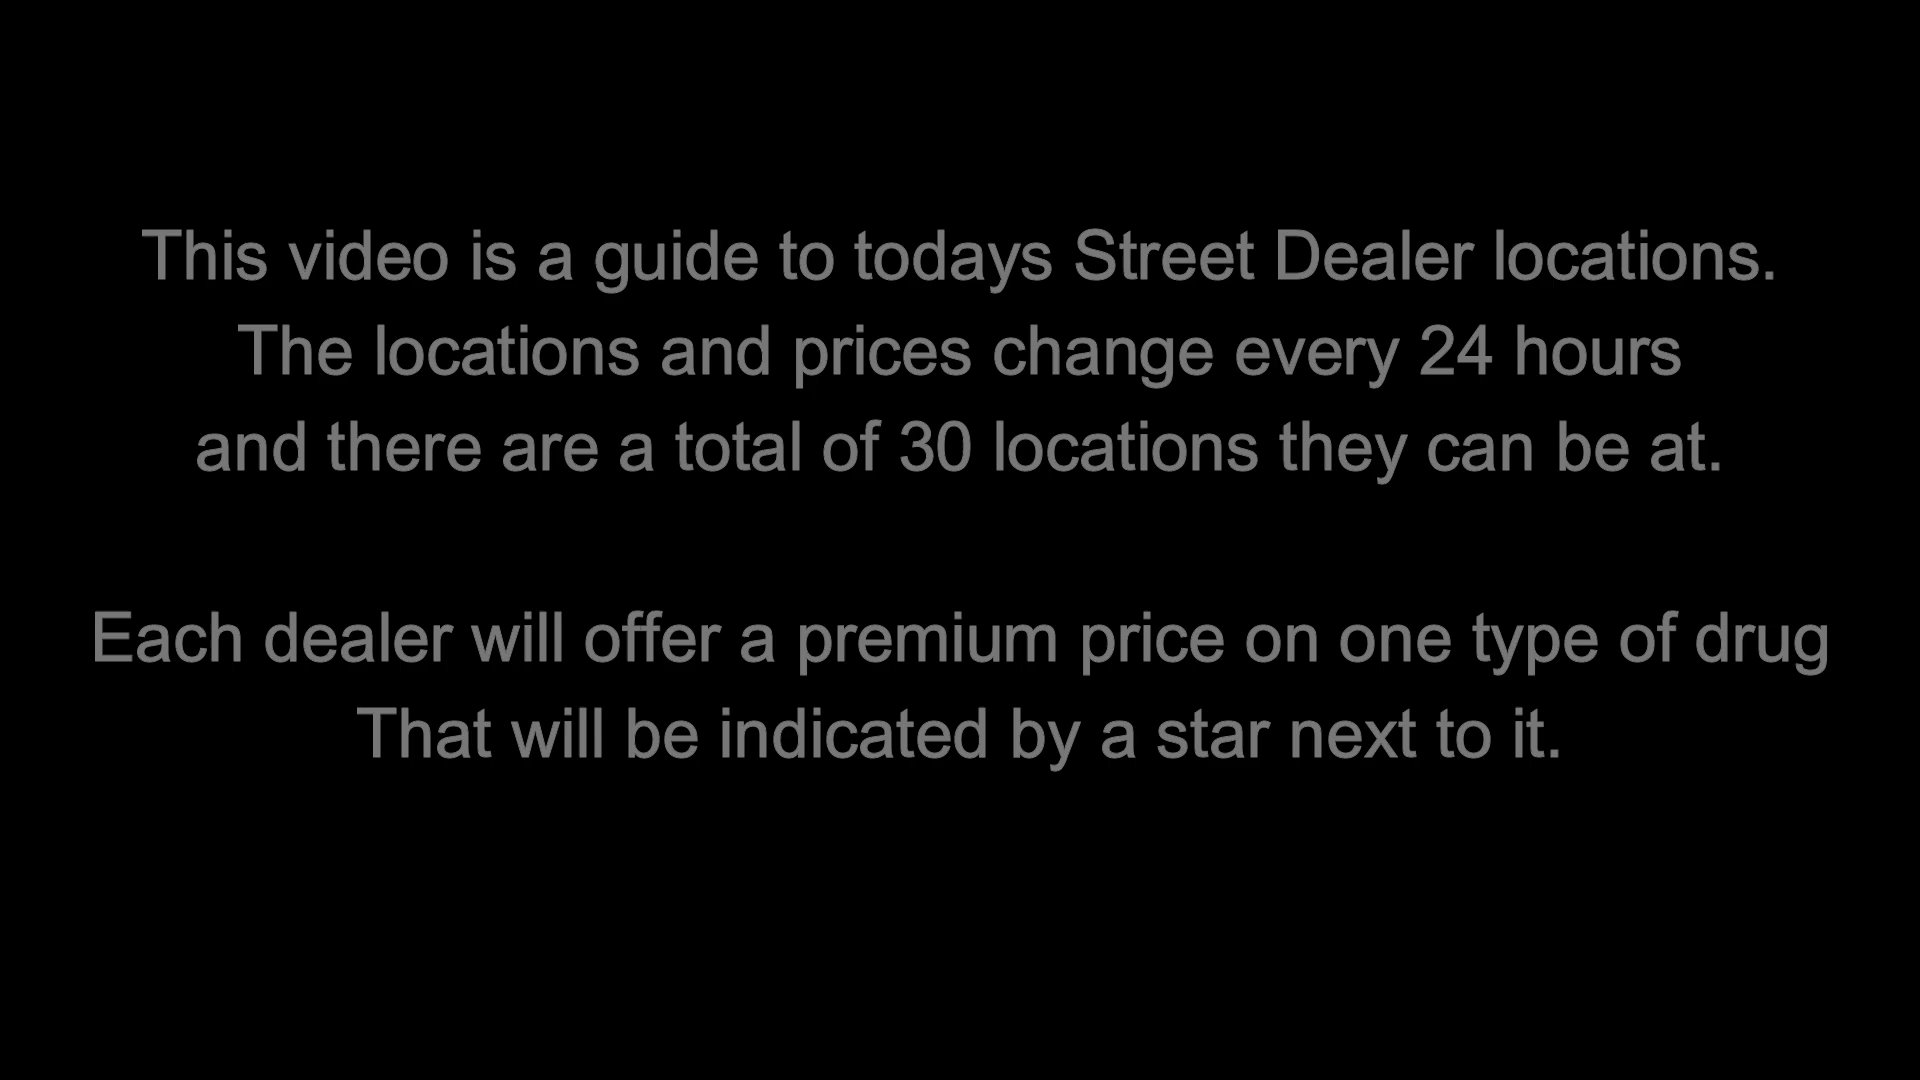 This video is a guide to todays Street Dealer locations.
The locations and prices change every 24 hours
and there are a total of 30 locations they can be at.
Each dealer will offer a premium price on one type of drug
That will be indicated by a star next to it.